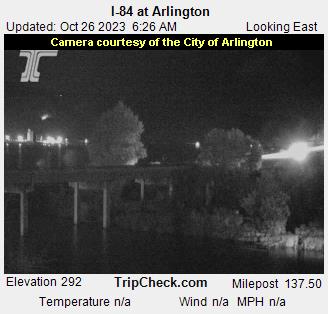 I-84 at Arlington
Updated: Oct 26 2023 6:26 AM Looking East
Camera courtesy of the City of Arlington
Elevation 292 TripCheck.com Milepost 137.50
Temperature n/a Wind n/a MPH n/a